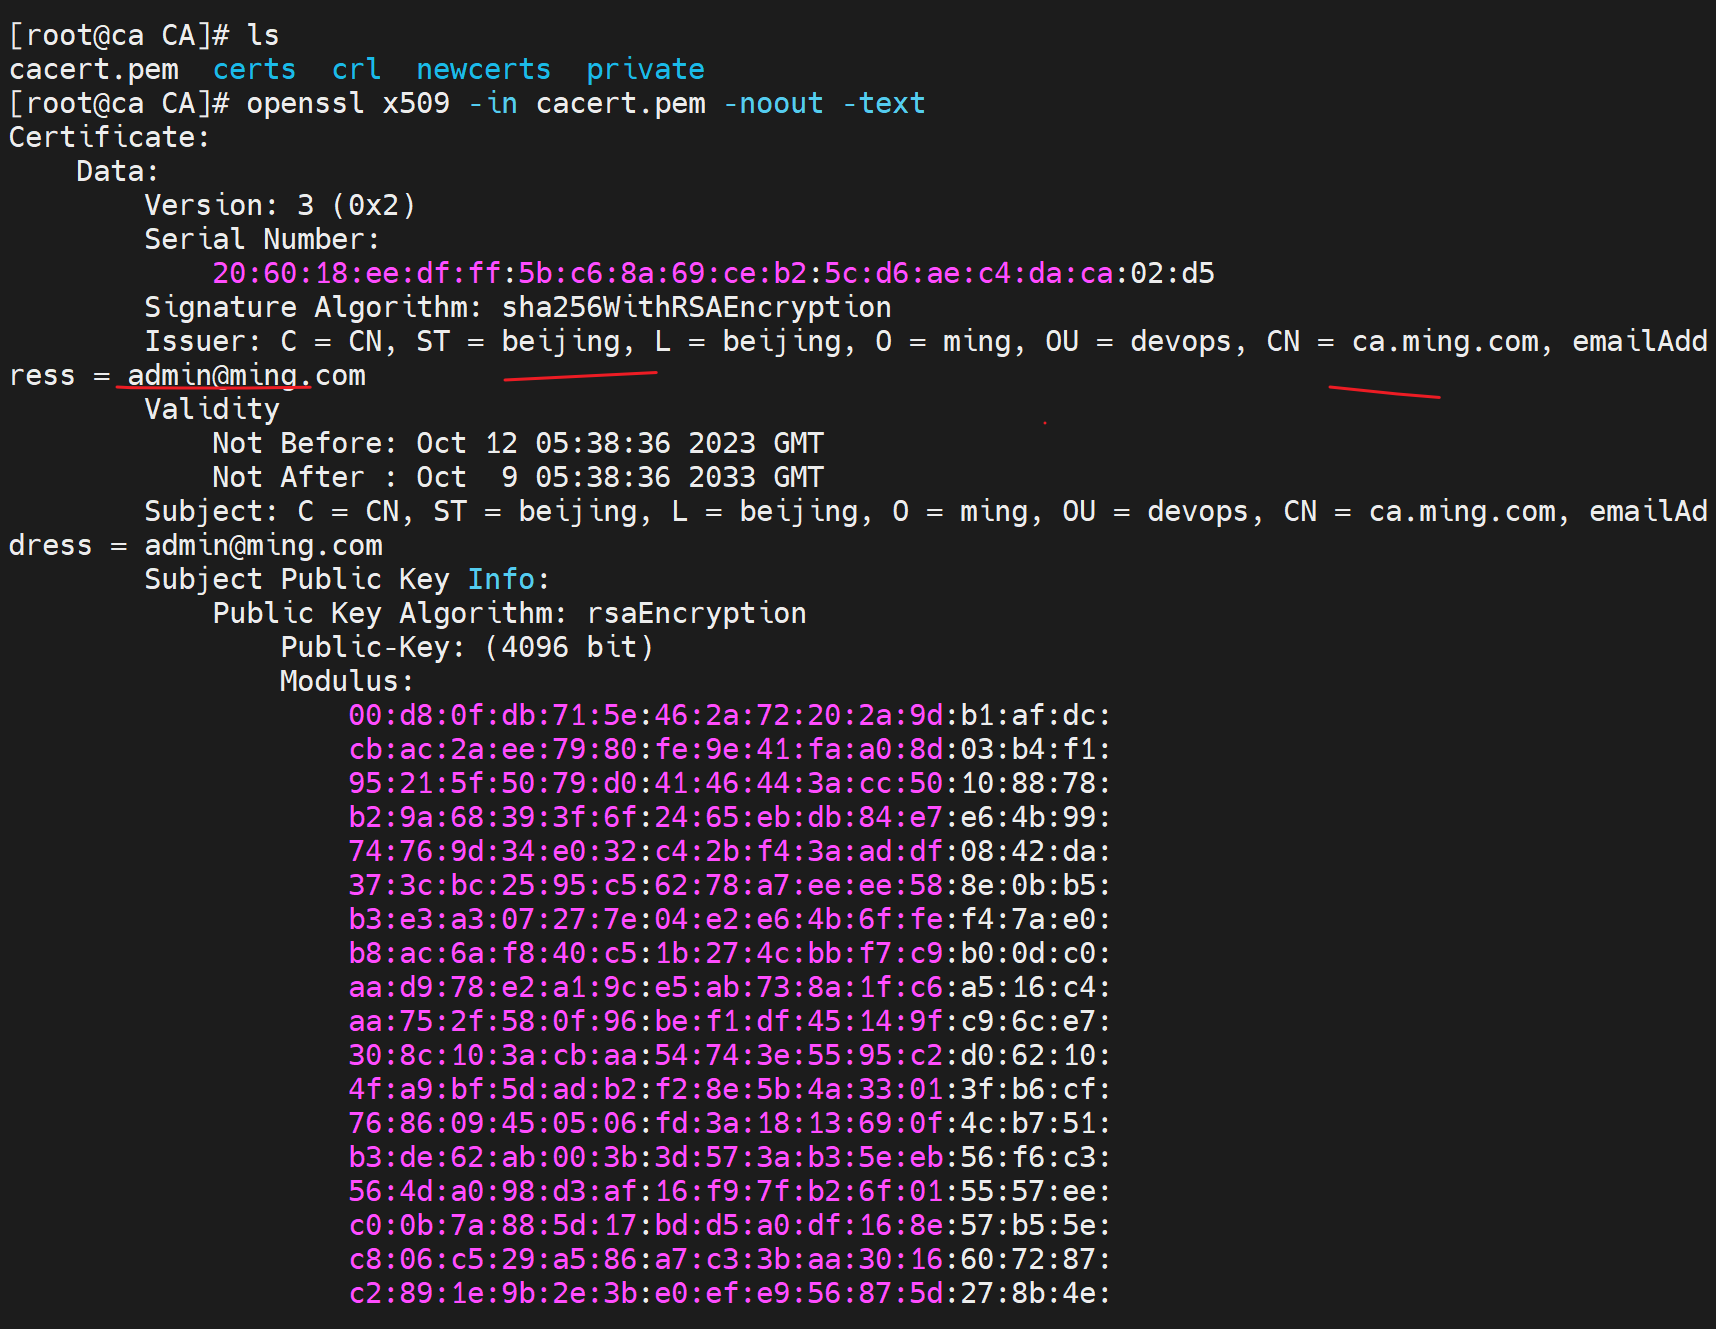 [root@ca CA]# ls
cacert.pem  certs  crl  newcerts  private
[root@ca CA]# openssl x509 -in cacert.pem -noout -text
Certificate:
    Data:
        Version: 3 (0x2)
        Serial Number:
            20:60:18:ee:df:ff:5b:c6:8a:69:ce:b2:5c:d6:ae:c4:da:ca:02:d5
        Signature Algorithm: sha256WithRSAEncryption
        Issuer: C = CN, ST = beijing, L = beijing, O = ming, OU = devops, CN = ca.ming.com, emailAdd
ress = admin@ming.com
        Validity
            Not Before: Oct 12 05:38:36 2023 GMT
            Not After : Oct  9 05:38:36 2033 GMT
        Subject: C = CN, ST = beijing, L = beijing, O = ming, OU = devops, CN = ca.ming.com, emailAd
dress = admin@ming.com
        Subject Public Key Info:
            Public Key Algorithm: rsaEncryption
                Public-Key: (4096 bit)
                Modulus:
                    00:d8:0f:db:71:5e:46:2a:72:20:2a:9d:b1:af:dc:
                    cb:ac:2a:ee:79:80:fe:9e:41:fa:a0:8d:03:b4:f1:
                    95:21:5f:50:79:d0:41:46:44:3a:cc:50:10:88:78:
                    b2:9a:68:39:3f:6f:24:65:eb:db:84:e7:e6:4b:99:
                    74:76:9d:34:e0:32:c4:2b:f4:3a:ad:df:08:42:da:
                    37:3c:bc:25:95:c5:62:78:a7:ee:ee:58:8e:0b:b5:
                    b3:e3:a3:07:27:7e:04:e2:e6:4b:6f:fe:f4:7a:e0:
                    b8:ac:6a:f8:40:c5:1b:27:4c:bb:f7:c9:b0:0d:c0:
                    aa:d9:78:e2:a1:9c:e5:ab:73:8a:1f:c6:a5:16:c4:
                    aa:75:2f:58:0f:96:be:f1:df:45:14:9f:c9:6c:e7:
                    30:8c:10:3a:cb:aa:54:74:3e:55:95:c2:d0:62:10:
                    4f:a9:bf:5d:ad:b2:f2:8e:5b:4a:33:01:3f:b6:cf:
                    76:86:09:45:05:06:fd:3a:18:13:69:0f:4c:b7:51:
                    b3:de:62:ab:00:3b:3d:57:3a:b3:5e:eb:56:f6:c3:
                    56:4d:a0:98:d3:af:16:f9:7f:b2:6f:01:55:57:ee:
                    c0:0b:7a:88:5d:17:bd:d5:a0:df:16:8e:57:b5:5e:
                    c8:06:c5:29:a5:86:a7:c3:3b:aa:30:16:60:72:87:
                    c2:89:1e:9b:2e:3b:e0:ef:e9:56:87:5d:27:8b:4e: